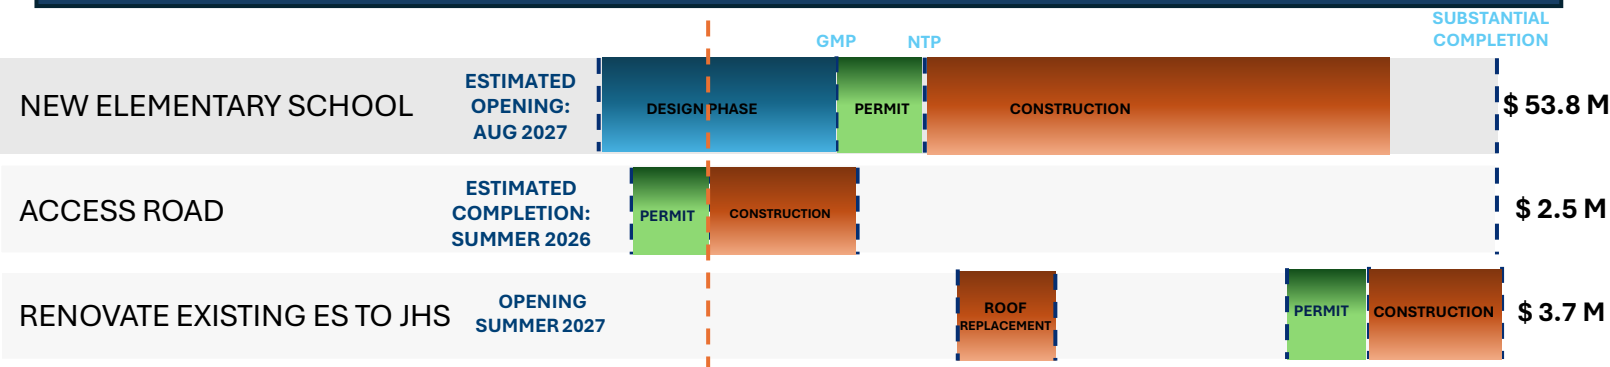 SUBSTANTIAL
COMPLETION
GMP
NTP
NEW ELEMENTARY SCHOOL
ESTIMATED
OPENING:
AUG 2027
DESIGN PHASE
PERMIT
CONSTRUCTION
$ 53.8 M
ACCESS ROAD
ESTIMATED
COMPLETION:
SUMMER 2026
PERMIT
CONSTRUCTION
$ 2.5 M
RENOVATE EXISTING ES TO JHS
OPENING
SUMMER 2027
ROOF
REPLACEMENT
PERMIT
CONSTRUCTION
$ 3.7 M